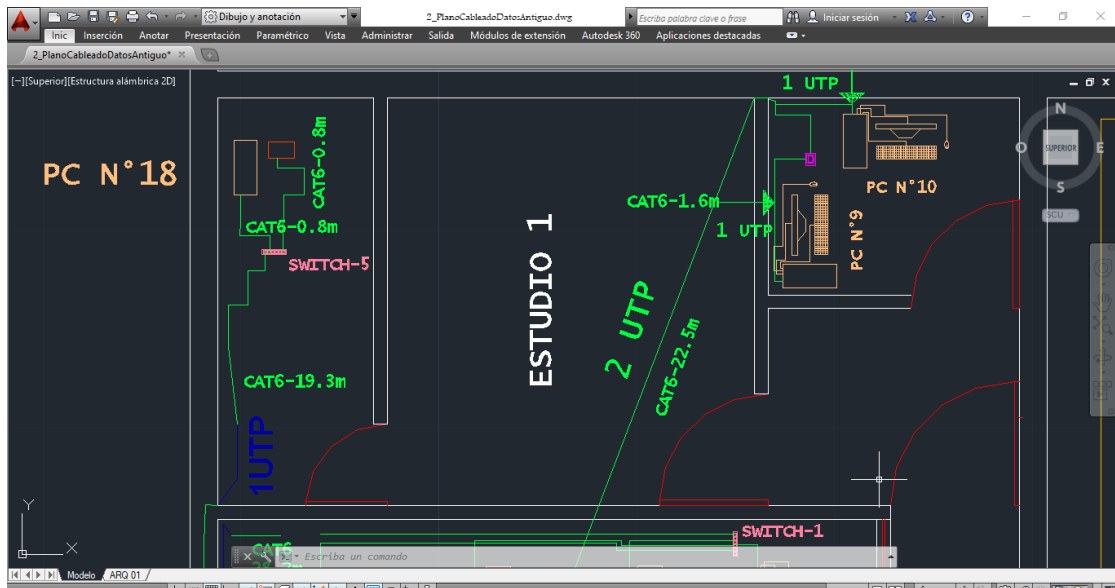 Dibujo y anotación
2_PlanoCableadoDatosAntiguo.dwg
Escriba palabra clave o frase
Iniciar sesión
Inic Inserción Anotar Presentación Paramétrico Vista Administrar Salida Módulos de extensión Autodesk 360 Aplicaciones destacadas
2_PlanoCableadoDatosAntiguo*
[−][Superior][Estructura alámbrica 2D]
1 UTP
N
CAT6-0.8m
O SUPERIOR E
PC N°18
PC N°10
S
CAT6-1.6m
SCU
CAT6-0.8m
1 UTP
PC N°9
SWITCH-5
ESTUDIO 1
2 UTP
CAT6-22.5m
CAT6-19.3m
1UTP
Y
SWITCH-1
X
CAT6
Escriba un comando
Modelo ARQ 01